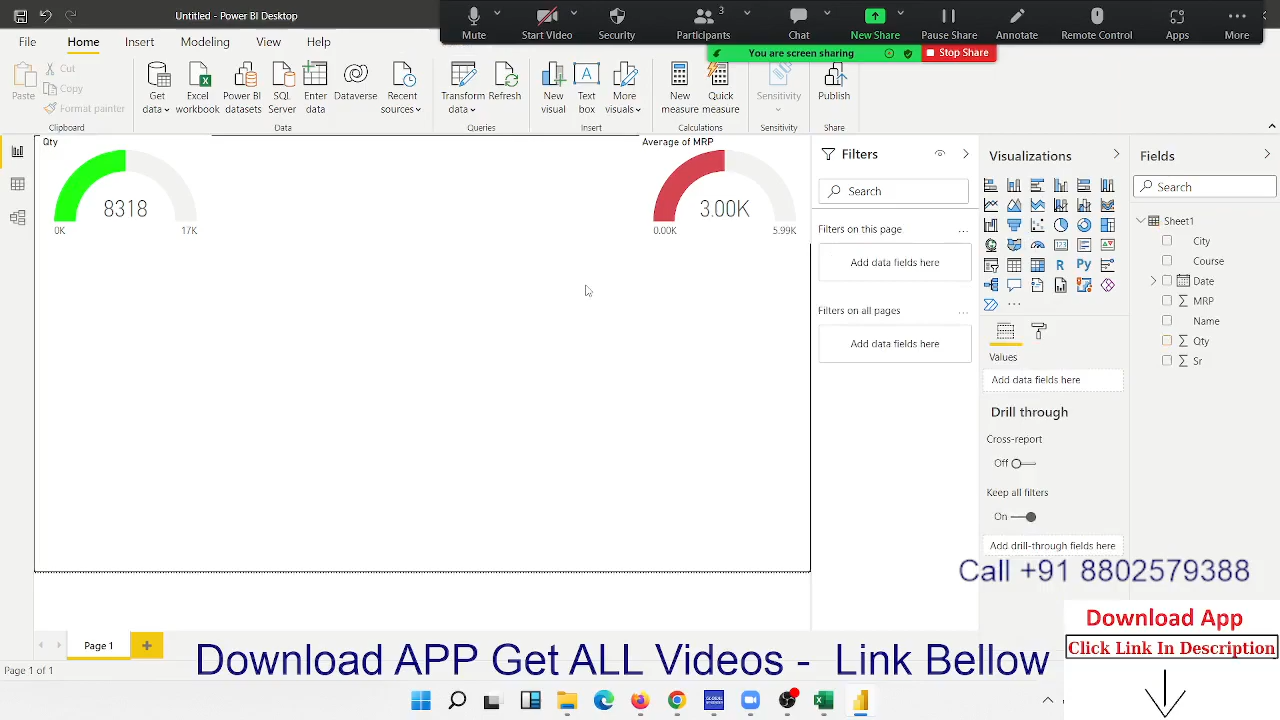 Untitled - Power BI Desktop
Mute
Start Video
Security
3
Participants
Chat
New Share
Pause Share
Annotate
Remote Control
Apps
More
You are screen sharing
Stop Share
File
Home
Insert
Modeling
View
Help
Paste
Cut
Copy
Format painter
Clipboard
Get data
Excel workbook
Power BI datasets
SQL Server
Enter data
Dataverse
Recent sources
Data
Transform data
Refresh
Queries
New visual
Text box
More visuals
Insert
New measure
Quick measure
Calculations
Sensitivity
Sensitivity
Publish
Share
Qty
8318
0K
17K
Average of MRP
3.00K
0.00K
5.99K
Filters
Search
Filters on this page
Add data fields here
Filters on all pages
Add data fields here
Visualizations
123
R
Py
Values
Add data fields here
Drill through
Cross-report
Off
Keep all filters
On
Add drill-through fields here
Fields
Search
Sheet1
City
Course
Date
MRP
Name
Qty
Sr
Call +91 8802579388
Download App
Click Link In Description
Page 1
Page 1 of 1
Download APP Get ALL Videos - Link Bellow